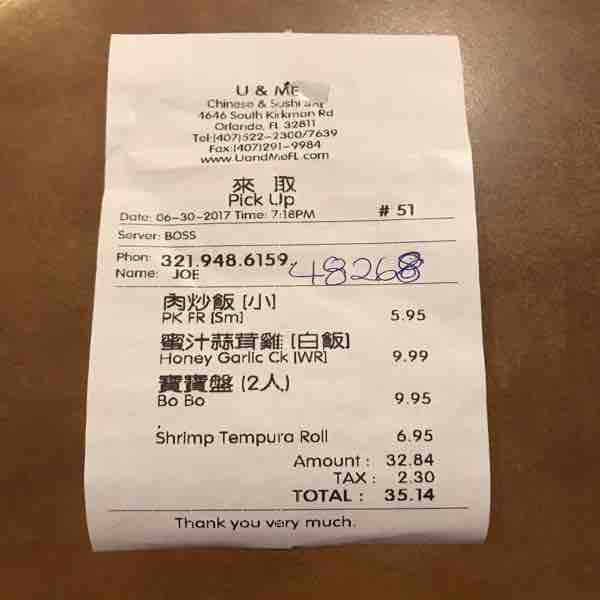 U & ME
Chinese & Sushi
4646 South Kirkman Rd
Orlando, FL 32811
Tel:(407)522-2300/7639
Fax:(407)291-9984
www.UandMeFL.com
來 取
Pick Up
Date: 06-30-2017 Time: 7:18PM # 51
Server: BOSS
Phon: 321.948.6159
Name: JOE 48268
肉炒飯 [小]
PK FR [Sm] 5.95
蜜汁蒜茸雞 [白飯]
Honey Garlic Ck [WR] 9.99
寶寶盤 (2人)
Bo Bo 9.95
Shrimp Tempura Roll 6.95
Amount : 32.84
TAX : 2.30
TOTAL : 35.14
Thank you very much.